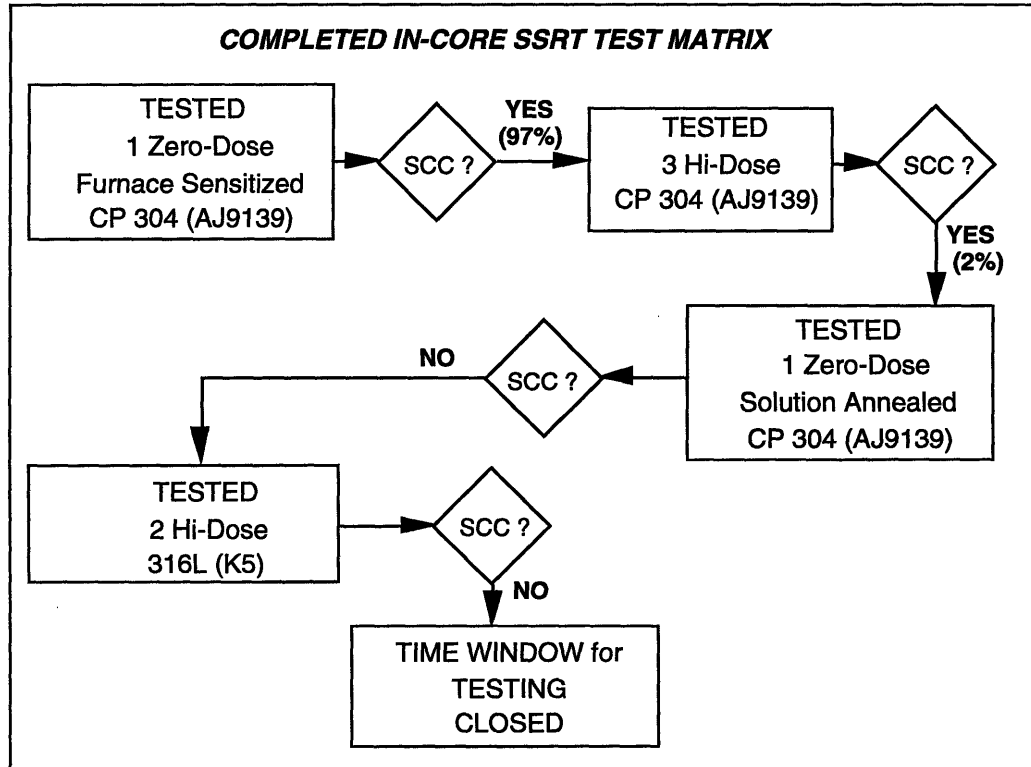 COMPLETED IN-CORE SSRT TEST MATRIX
TESTED
1 Zero-Dose
Furnace Sensitized
CP 304 (AJ9139)
SCC ?
YES
(97%)
TESTED
3 Hi-Dose
CP 304 (AJ9139)
SCC ?
YES
(2%)
TESTED
1 Zero-Dose
Solution Annealed
CP 304 (AJ9139)
SCC ?
NO
TESTED
2 Hi-Dose
316L (K5)
SCC ?
NO
TIME WINDOW for
TESTING
CLOSED